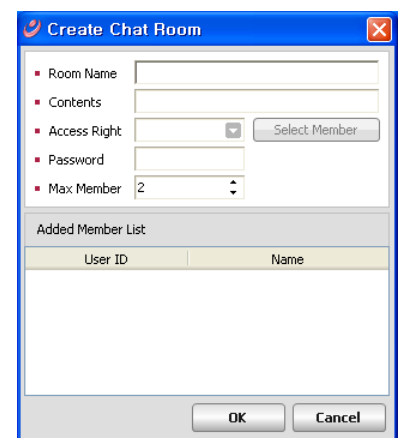 Create Chat Room
Room Name
Contents
Access Right Select Member
Password
Max Member 2
Added Member List
User ID Name
OK Cancel